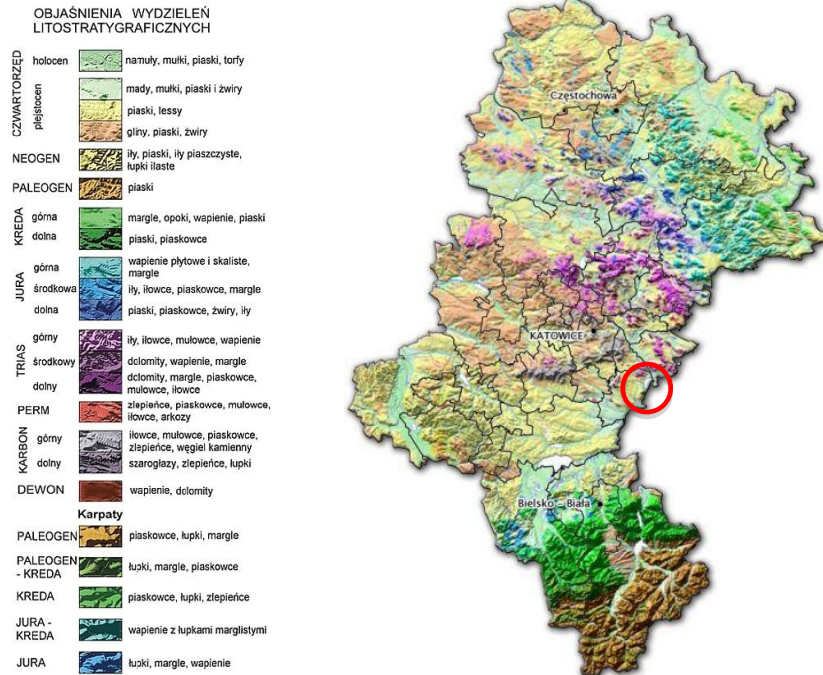 OBJAŚNIENIA WYDZIELEŃ
LITOSTRATYGRAFICZNYCH
CZWARTORZĘD
holocen
namuły, mułki, piaski, torfy
plejstocen
mady, mułki, piaski i żwiry
piaski, lessy
gliny, piaski, żwiry
NEOGEN
iły, piaski, iły piaszczyste,
łupki ilaste
PALEOGEN
piaski
KREDA
górna
margle, opoki, wapienie, piaski
dolna
piaski, piaskowce
JURA
górna
wapienie płytowe i skaliste,
margle
środkowa
iły, iłowce, piaskowce, margle
dolna
piaski, piaskowce, żwiry, iły
TRIAS
górny
iły, iłowce, mułowce, wapienie
środkowy
dolomity, wapienie, margle
dolny
dolomity, margle, piaskowce,
mułowce, iłowce
PERM
zlepieńce, piaskowce, mułowce,
iłowce, arkozy
KARBON
górny
iłowce, mułowce, piaskowce,
zlepieńce, węgiel kamienny
dolny
szarogłazy, zlepieńce, łupki
DEWON
wapienie, dolomity
Karpaty
PALEOGEN
piaskowce, łupki, margle
PALEOGEN
- KREDA
łupki, margle, piaskowce
KREDA
piaskowce, łupki, zlepieńce
JURA -
KREDA
wapienie z łupkami marglistymi
JURA
łupki, margle, wapienie
Częstochowa
KATOWICE
Bielsko – Biała